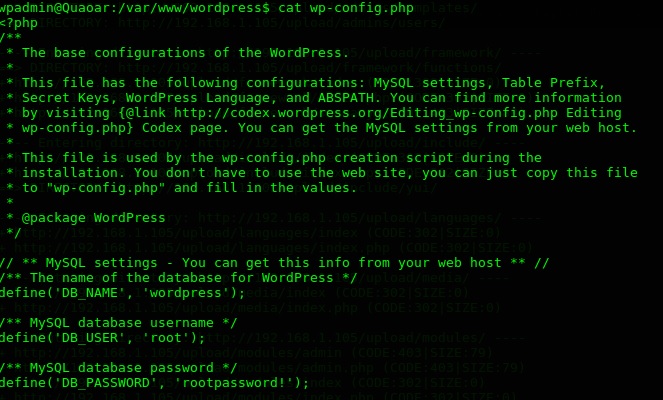 wpadmin@Quaoar:/var/www/wordpress$ cat wp-config.php
<?php
/**
 * The base configurations of the WordPress.
 *
 * This file has the following configurations: MySQL settings, Table Prefix,
 * Secret Keys, WordPress Language, and ABSPATH. You can find more information
 * by visiting {@link http://codex.wordpress.org/Editing_wp-config.php Editing
 * wp-config.php} Codex page. You can get the MySQL settings from your web host.
 *
 * This file is used by the wp-config.php creation script during the
 * installation. You don't have to use the web site, you can just copy this file
 * to "wp-config.php" and fill in the values.
 *
 * @package WordPress
 */

// ** MySQL settings - You can get this info from your web host ** //
/** The name of the database for WordPress */
define('DB_NAME', 'wordpress');

/** MySQL database username */
define('DB_USER', 'root');

/** MySQL database password */
define('DB_PASSWORD', 'rootpassword!');